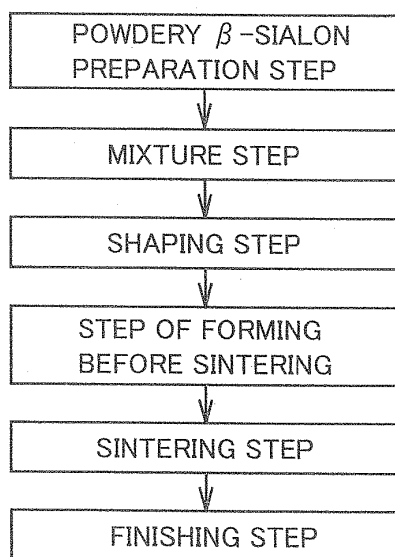 POWDERY β-SIALON
PREPARATION STEP
MIXTURE STEP
SHAPING STEP
STEP OF FORMING
BEFORE SINTERING
SINTERING STEP
FINISHING STEP